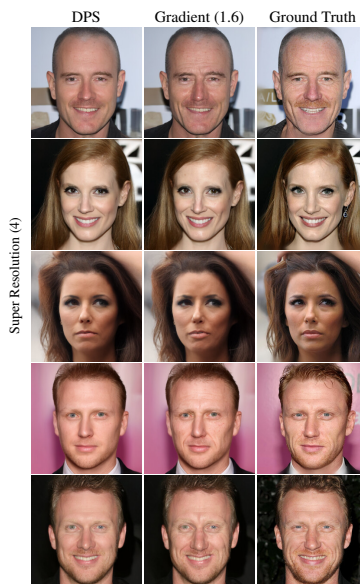 DPS Gradient (1.6) Ground Truth
Super Resolution (4)